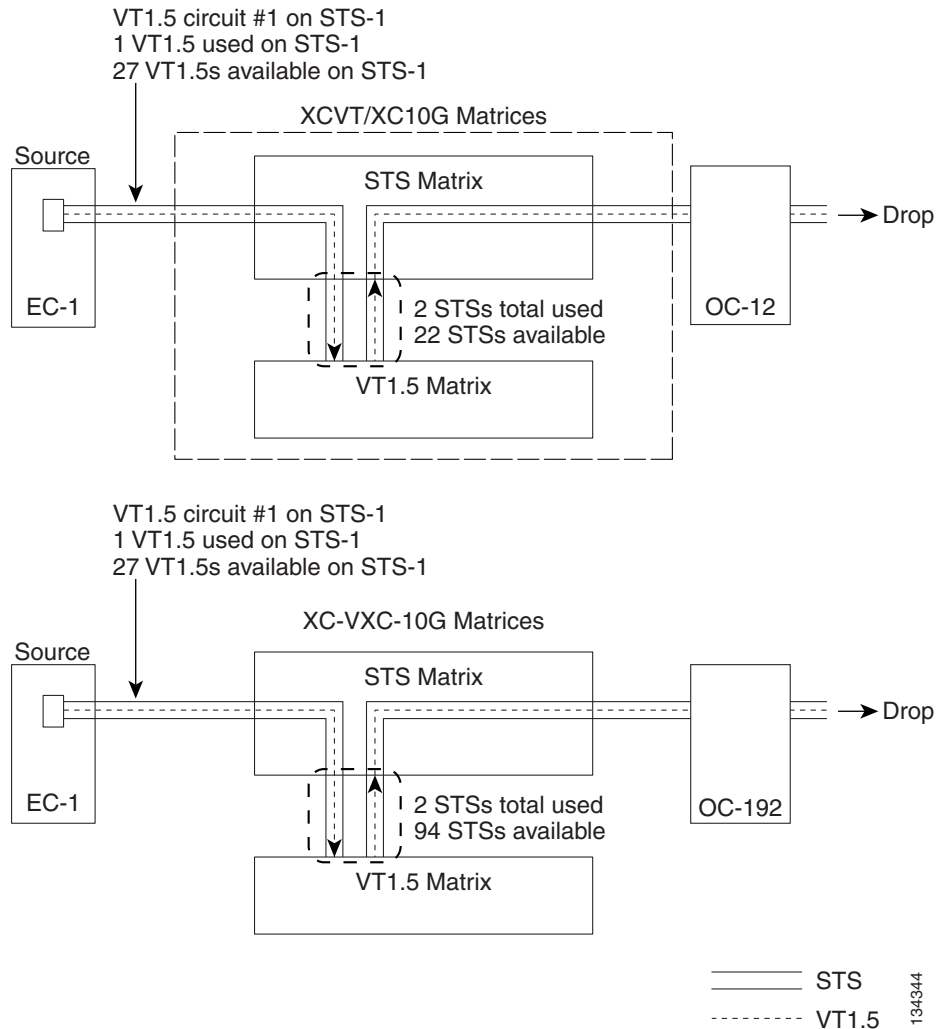 VT1.5 circuit #1 on STS-1
1 VT1.5 used on STS-1
27 VT1.5s available on STS-1
XCVT/XC10G Matrices
Source
STS Matrix
Drop
EC-1
OC-12
2 STSs total used
22 STSs available
VT1.5 Matrix
VT1.5 circuit #1 on STS-1
1 VT1.5 used on STS-1
27 VT1.5s available on STS-1
XC-VXC-10G Matrices
Source
STS Matrix
Drop
EC-1
OC-192
2 STSs total used
94 STSs available
VT1.5 Matrix
STS
VT1.5
134344